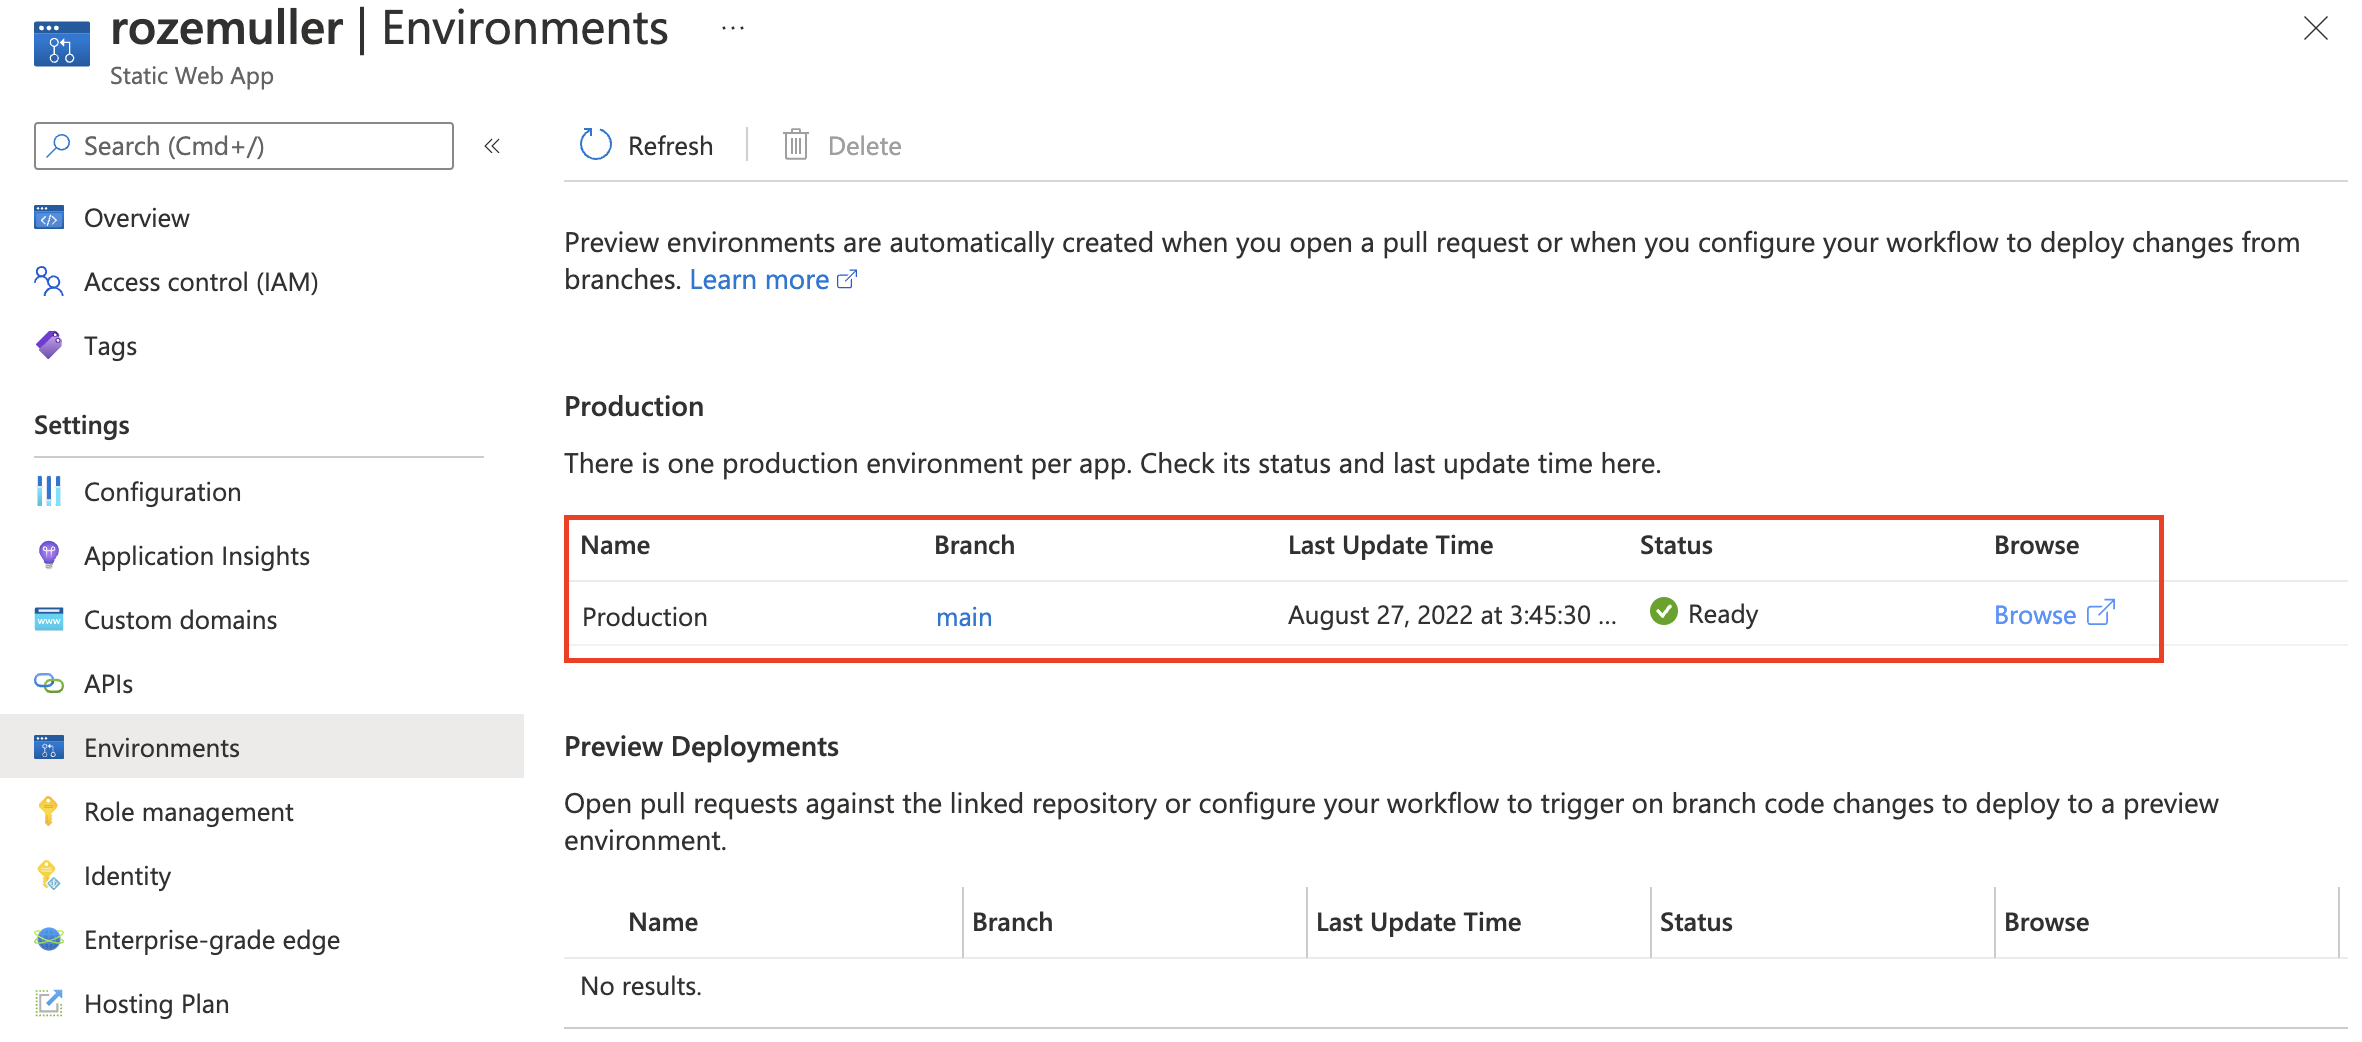 rozemuller | Environments ...
Static Web App
Search (Cmd+/)
«
Refresh
Delete
Overview
Access control (IAM)
Tags
Settings
Configuration
Application Insights
Custom domains
APIs
Environments
Role management
Identity
Enterprise-grade edge
Hosting Plan
Preview environments are automatically created when you open a pull request or when you configure your workflow to deploy changes from
branches. Learn more
Production
There is one production environment per app. Check its status and last update time here.
Name Branch Last Update Time Status Browse
Production main August 27, 2022 at 3:45:30 ... Ready Browse
Preview Deployments
Open pull requests against the linked repository or configure your workflow to trigger on branch code changes to deploy to a preview
environment.
Name Branch Last Update Time Status Browse
No results.